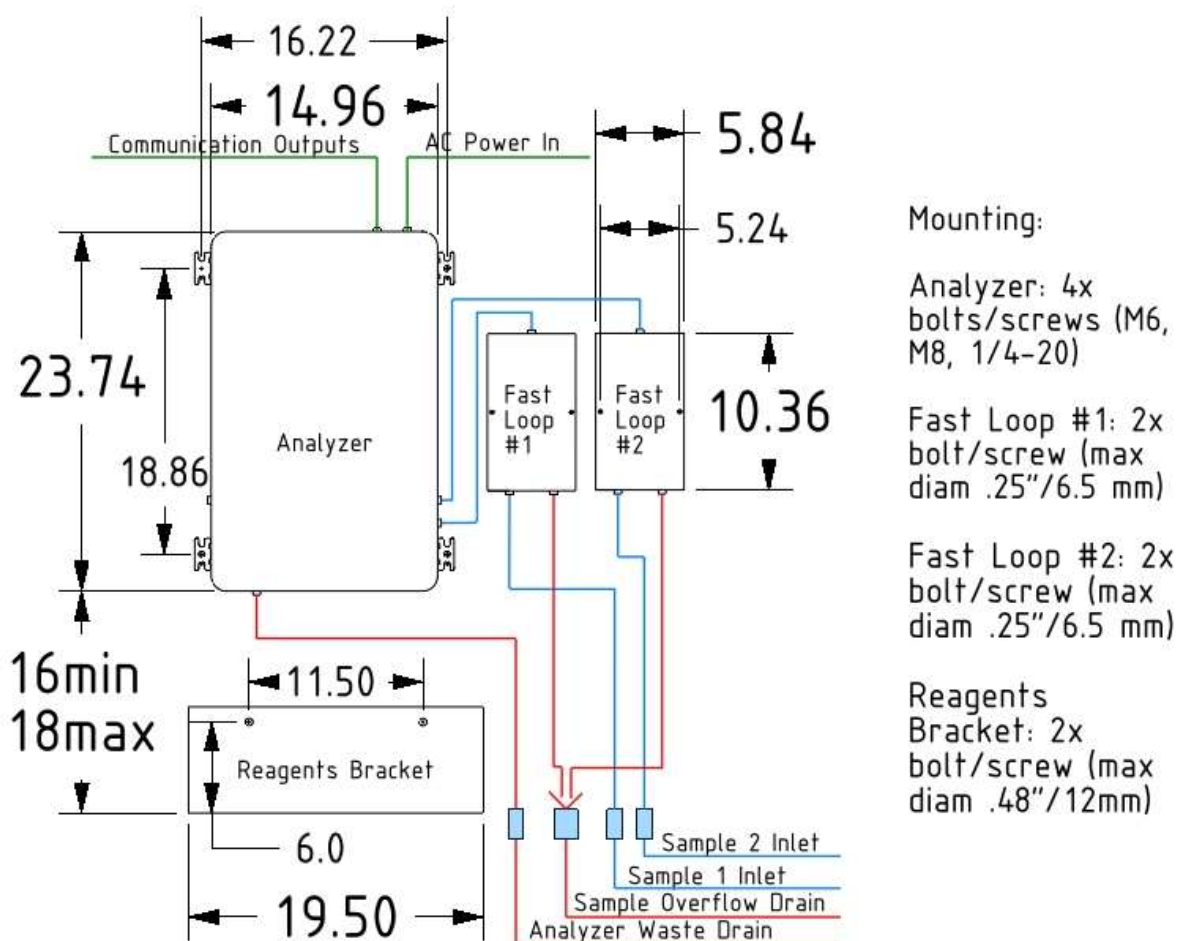 16.22
14.96
Communication Outputs
AC Power In
5.84
5.24
23.74
18.86
Analyzer
Fast
Loop
#1
Fast
Loop
#2
10.36
16min
18max
11.50
Reagents Bracket
6.0
19.50
Sample 2 Inlet
Sample 1 Inlet
Sample Overflow Drain
Analyzer Waste Drain
Mounting:
Analyzer: 4x
bolts/screws (M6,
M8, 1/4-20)
Fast Loop #1: 2x
bolt/screw (max
diam .25"/6.5 mm)
Fast Loop #2: 2x
bolt/screw (max
diam .25"/6.5 mm)
Reagents
Bracket: 2x
bolt/screw (max
diam .48"/12mm)